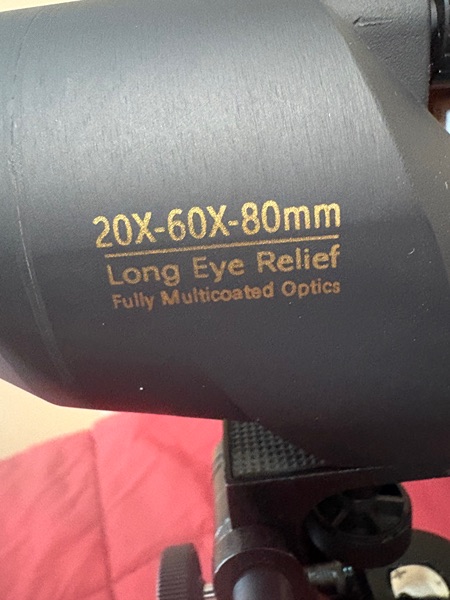 20X-60X-80mm
Long Eye Relief
Fully Multicoated Optics